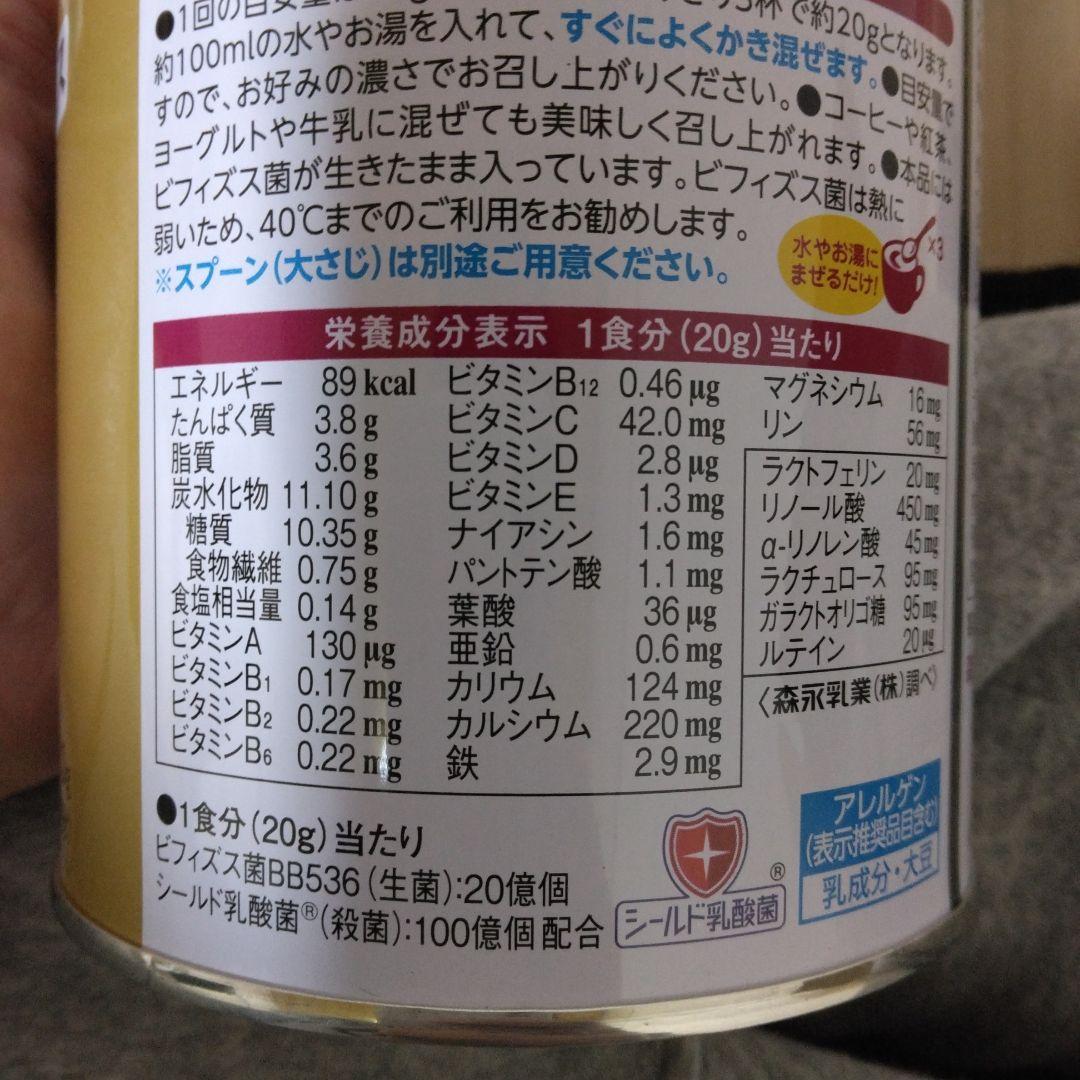 ●1回の目安量は
杯で約20gとなります。
約100mlの水やお湯を入れて、すぐによくかき混ぜます。●目安量で
すので、お好みの濃さでお召し上がりください。●コーヒーや紅茶、
ヨーグルトや牛乳に混ぜても美味しく召し上がれます。●本品には
ビフィズス菌が生きたまま入っています。ビフィズス菌は熱に
弱いため、40℃までのご利用をお勧めします。
※スプーン(大さじ)は別途ご用意ください。
水やお湯に
まぜるだけ!
×3
栄養成分表示 1食分(20g)当たり
エネルギー 89 kcal
たんぱく質 3.8 g
脂質 3.6 g
炭水化物 11.10 g
糖質 10.35 g
食物繊維 0.75 g
食塩相当量 0.14 g
ビタミンA 130 μg
ビタミンB1 0.17 mg
ビタミンB2 0.22 mg
ビタミンB6 0.22 mg
ビタミンB12 0.46 μg
ビタミンC 42.0 mg
ビタミンD 2.8 μg
ビタミンE 1.3 mg
ナイアシン 1.6 mg
パントテン酸 1.1 mg
葉酸 36 μg
亜鉛 0.6 mg
カリウム 124 mg
カルシウム 220 mg
鉄 2.9 mg
マグネシウム 16 mg
リン 56 mg
ラクトフェリン 20 mg
リノール酸 450 mg
α-リノレン酸 45 mg
ラクチュロース 95 mg
ガラクトオリゴ糖 95 mg
ルテイン 20 μg
〈森永乳業(株)調べ〉
●1食分(20g)当たり
ビフィズス菌BB536(生菌):20億個
シールド乳酸菌®(殺菌):100億個配合
®
シールド乳酸菌
アレルゲン
(表示推奨品目含む)
乳成分・大豆